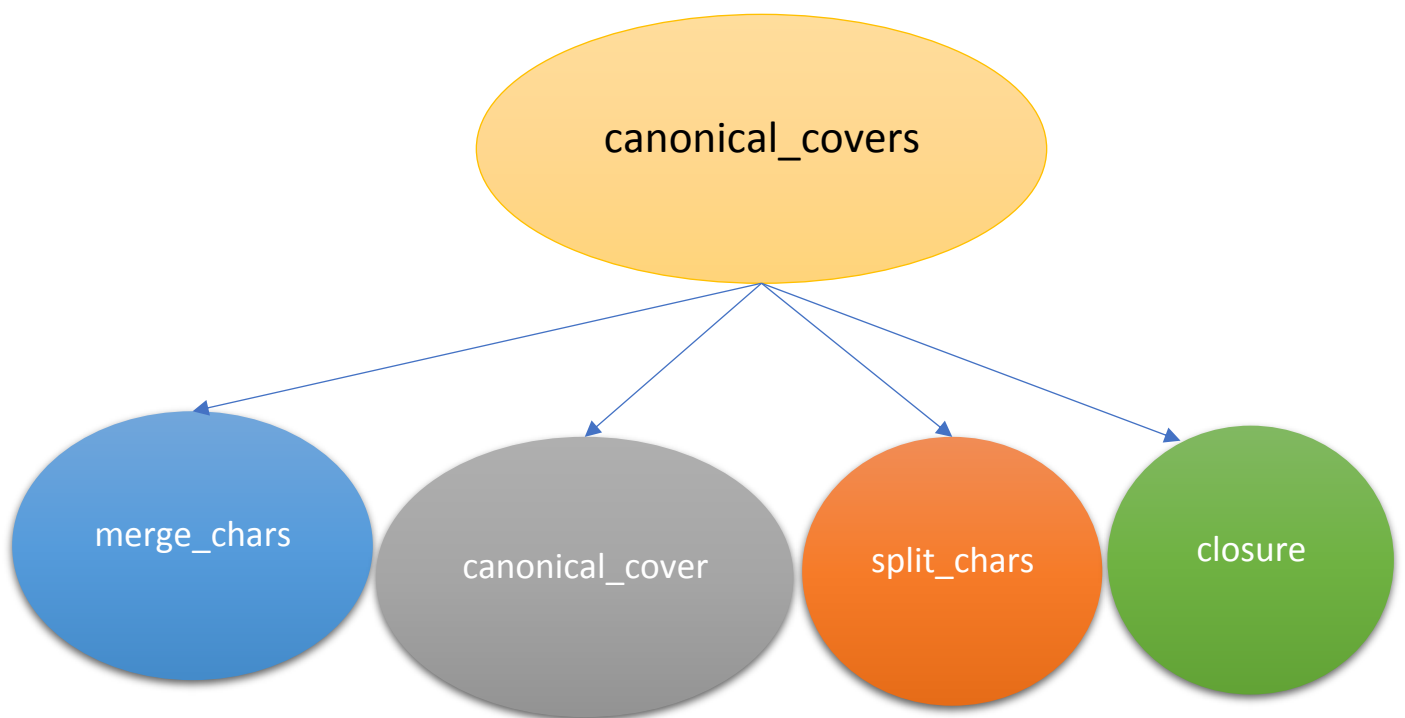 canonical_covers
merge_chars
canonical_cover
split_chars
closure